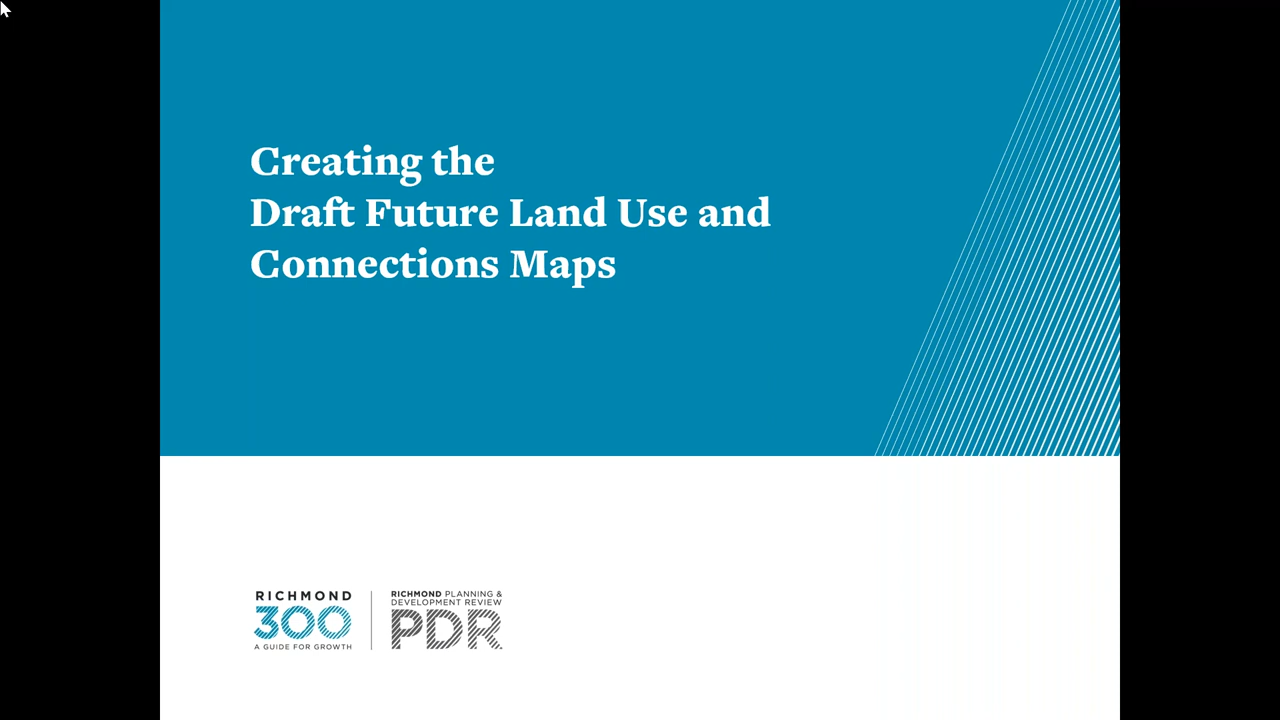 Creating the
Draft Future Land Use and
Connections Maps
RICHMOND
300
A GUIDE FOR GROWTH
RICHMOND PLANNING &
DEVELOPMENT REVIEW
PDR